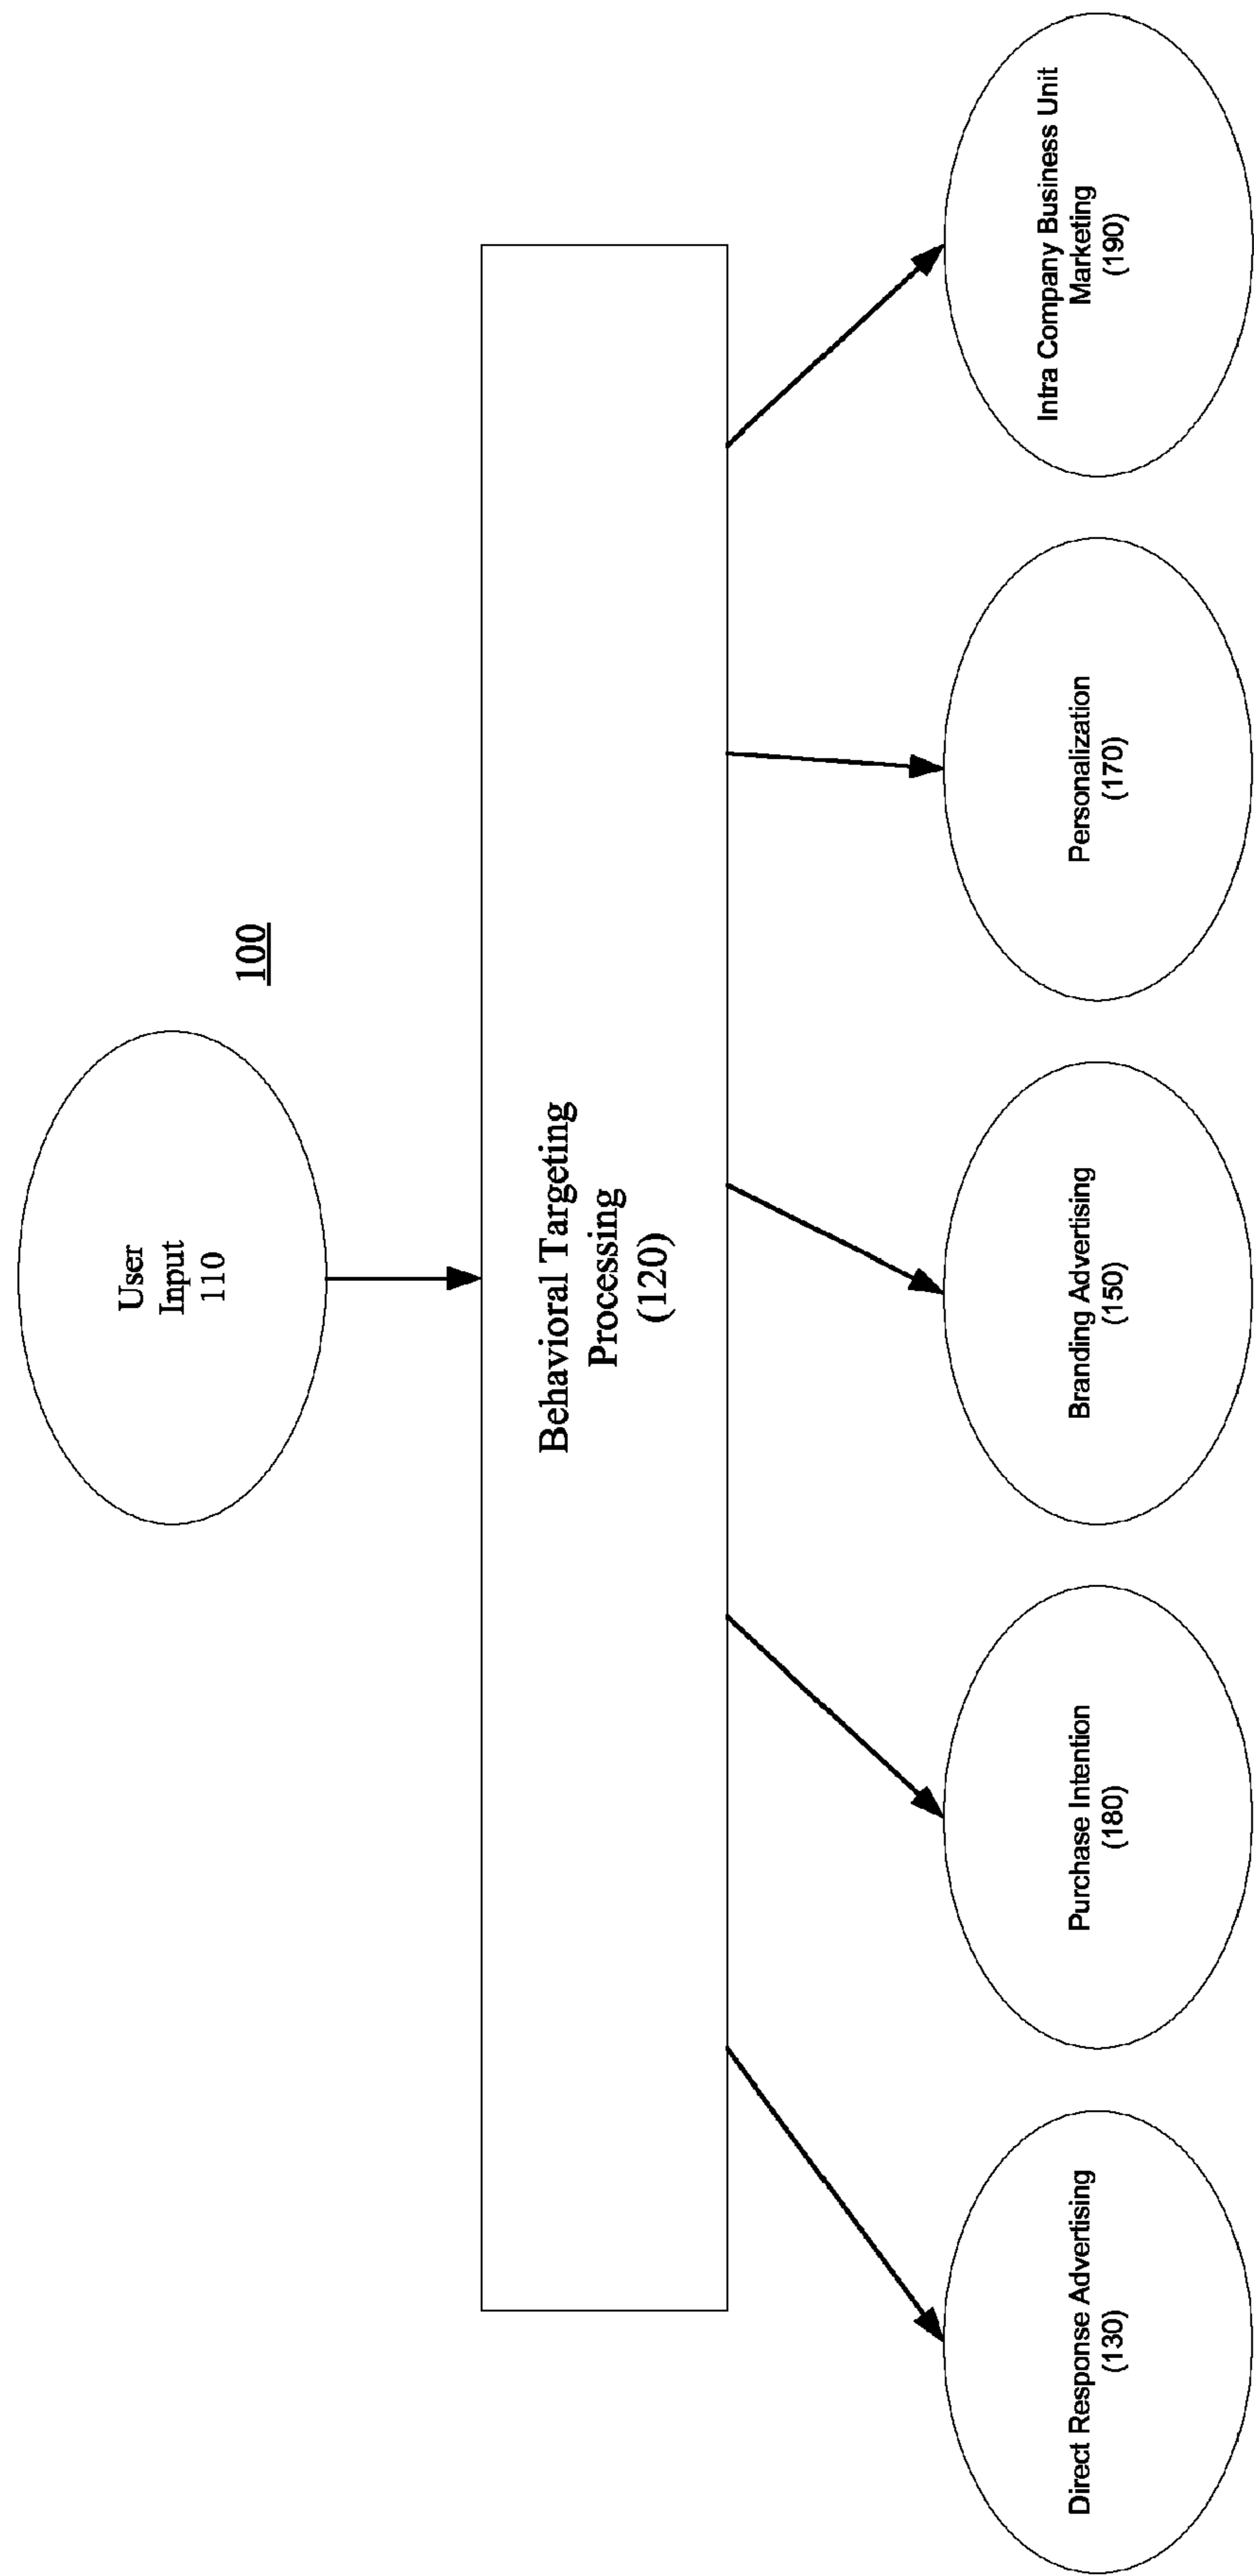 100
User
Input
110
Behavioral Targeting
Processing
(120)
Direct Response Advertising
(130)
Purchase Intention
(180)
Branding Advertising
(150)
Personalization
(170)
Intra Company Business Unit
Marketing
(190)